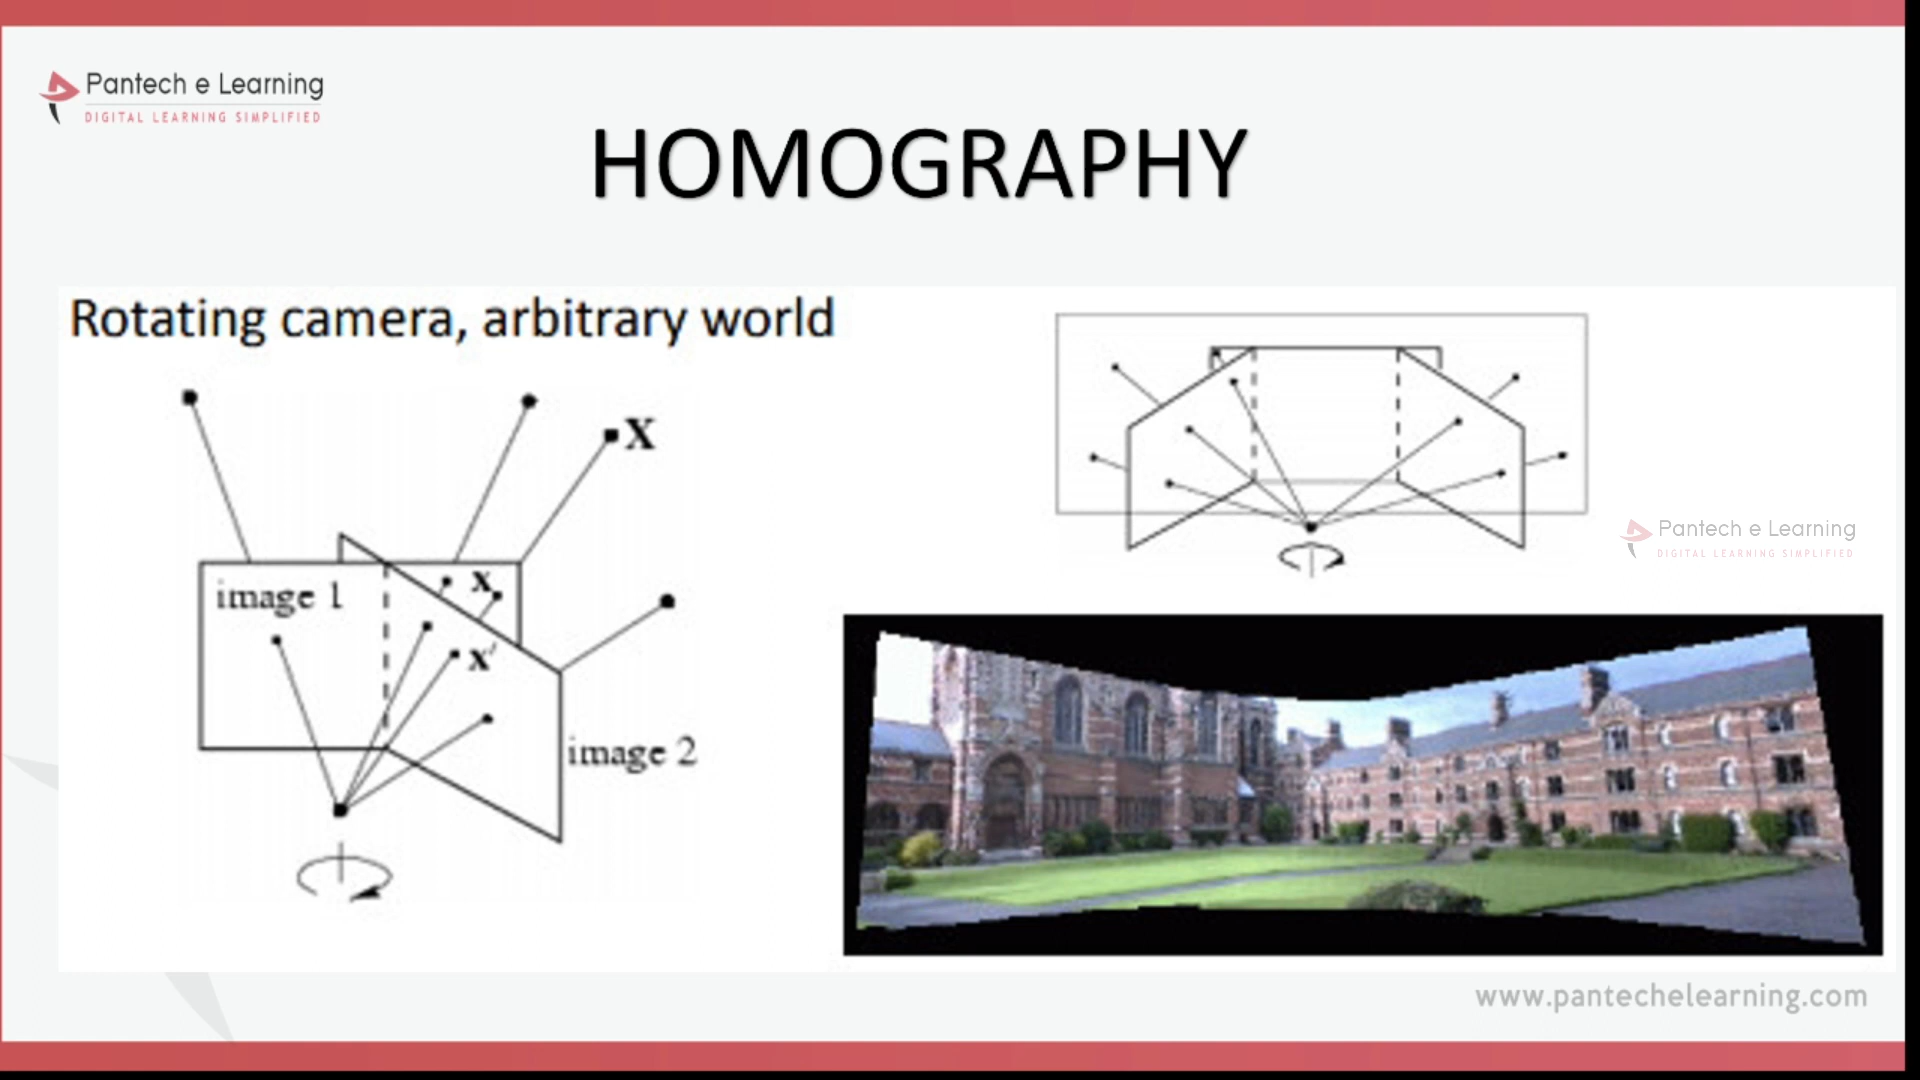 Pantech e Learning
DIGITAL LEARNING SIMPLIFIED
HOMOGRAPHY
Rotating camera, arbitrary world
X
image 1
x
x′
image 2
Pantech e Learning
DIGITAL LEARNING SIMPLIFIED
www.pantechelearning.com